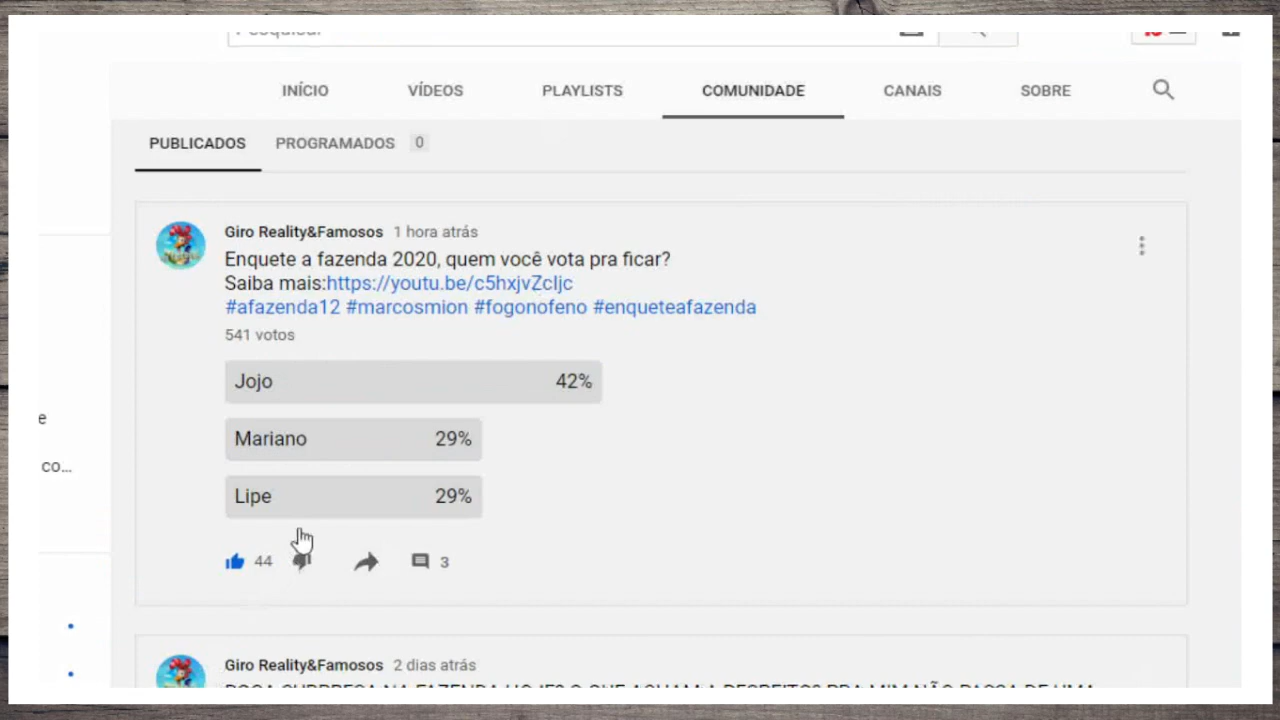 INÍCIO VÍDEOS PLAYLISTS COMUNIDADE CANAIS SOBRE
PUBLICADOS PROGRAMADOS 0
Giro Reality&Famosos 1 hora atrás
Enquete a fazenda 2020, quem você vota pra ficar?
Saiba mais:https://youtu.be/c5hxjvZcIjc
#afazenda12 #marcosmion #fogonofeno #enqueteafazenda
541 votos
Jojo 42%
e
Mariano 29%
co...
Lipe 29%
44 3
Giro Reality&Famosos 2 dias atrás